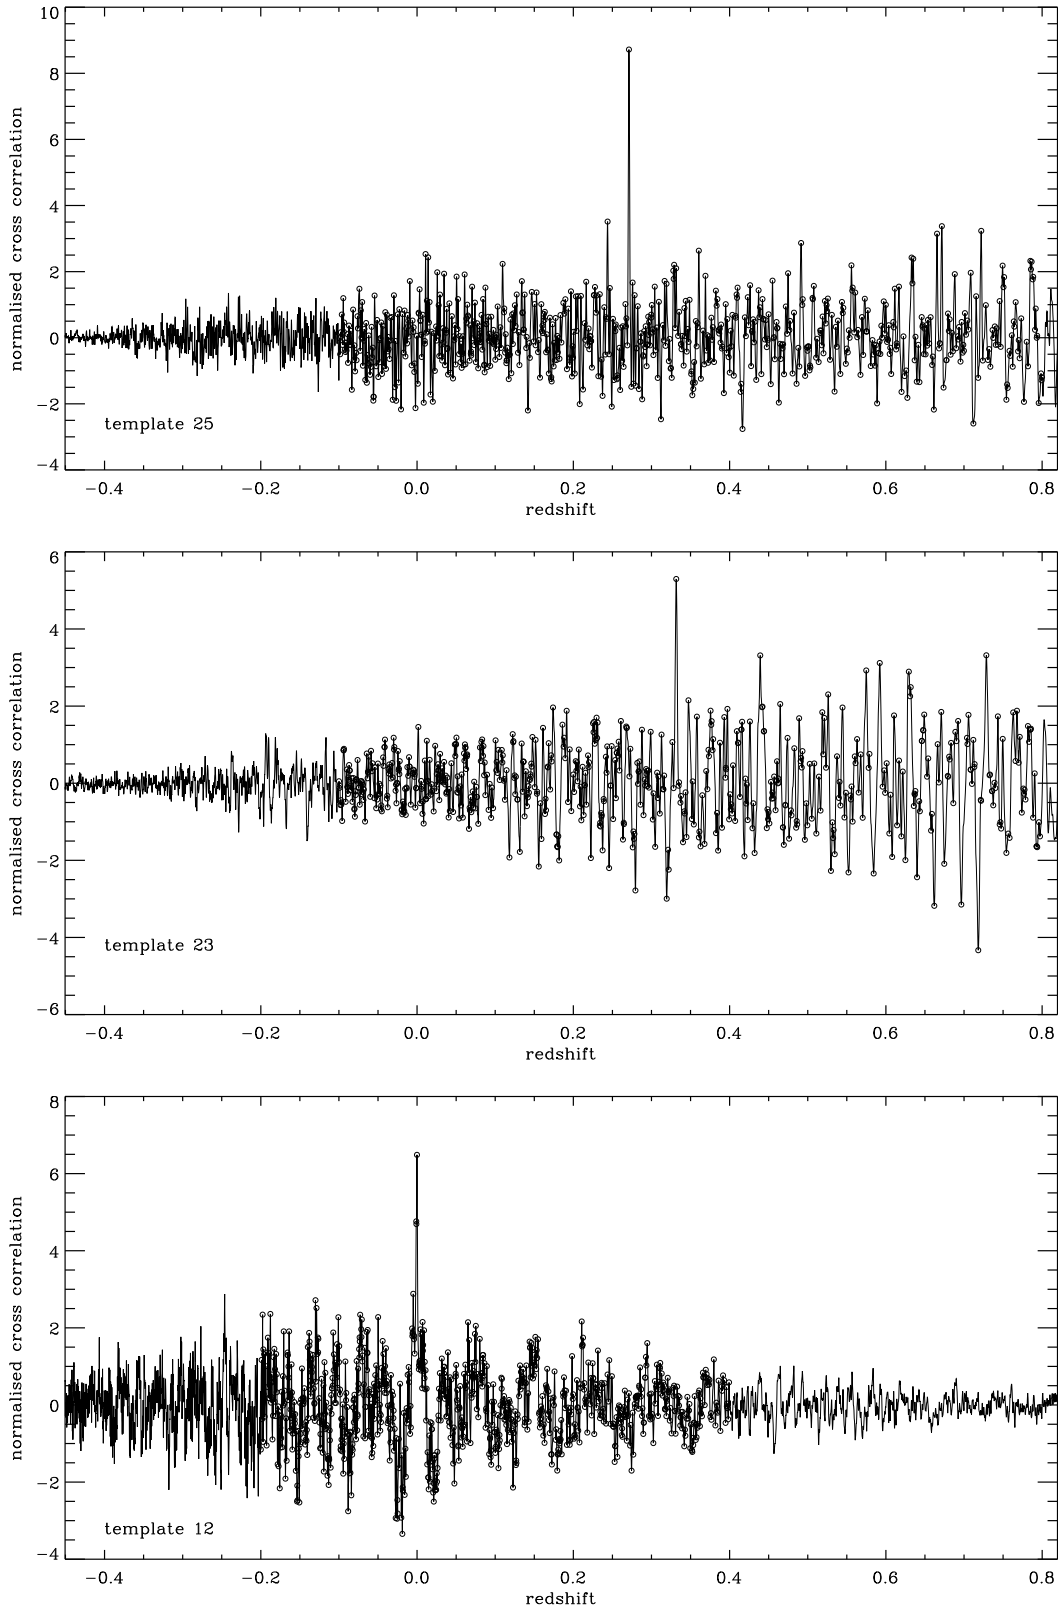 10
8
6
4
2
0
−2
−4
normalised cross correlation
template 25
−0.4 −0.2 0.0 0.2 0.4 0.6 0.8
redshift
6
4
2
0
−2
−4
−6
normalised cross correlation
template 23
−0.4 −0.2 0.0 0.2 0.4 0.6 0.8
redshift
8
6
4
2
0
−2
−4
normalised cross correlation
template 12
−0.4 −0.2 0.0 0.2 0.4 0.6 0.8
redshift